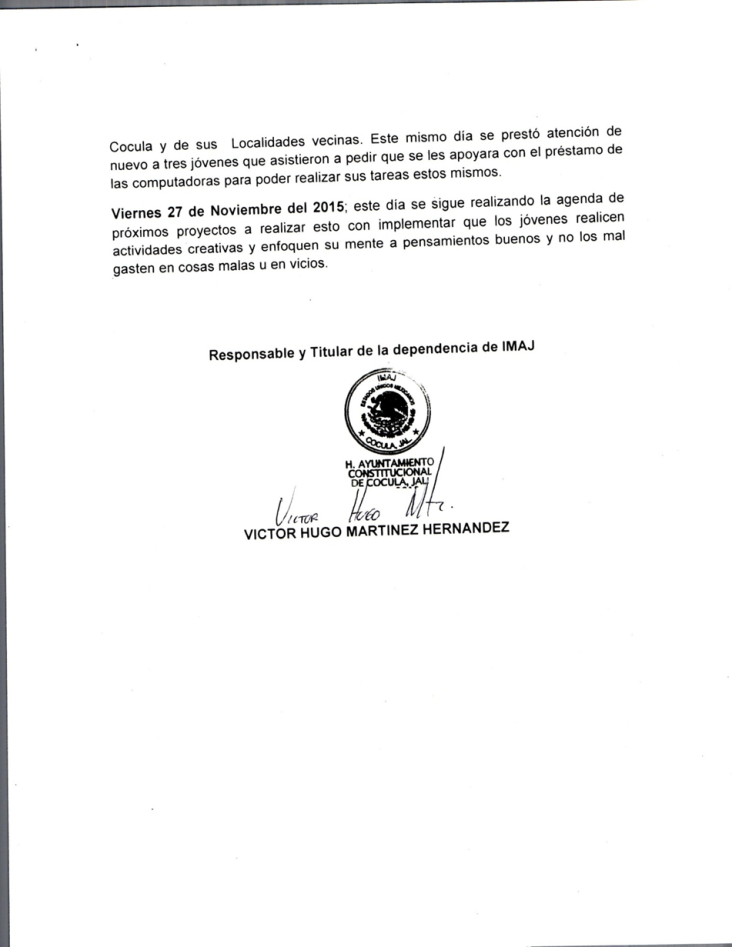 Cocula y de sus Localidades vecinas. Este mismo día se prestó atención de
nuevo a tres jóvenes que asistieron a pedir que se les apoyara con el préstamo de
las computadoras para poder realizar sus tareas estos mismos.
Viernes 27 de Noviembre del 2015; este día se sigue realizando la agenda de
próximos proyectos a realizar esto con implementar que los jóvenes realicen
actividades creativas y enfoquen su mente a pensamientos buenos y no los mal
gasten en cosas malas u en vicios.
Responsable y Titular de la dependencia de IMAJ
IMAJ
ESTADOS UNIDOS MEXICANOS
COCULA, JAL.
H. AYUNTAMIENTO
CONSTITUCIONAL
DE COCULA, JAL.
Victor Hugo Mtz.
VICTOR HUGO MARTINEZ HERNANDEZ